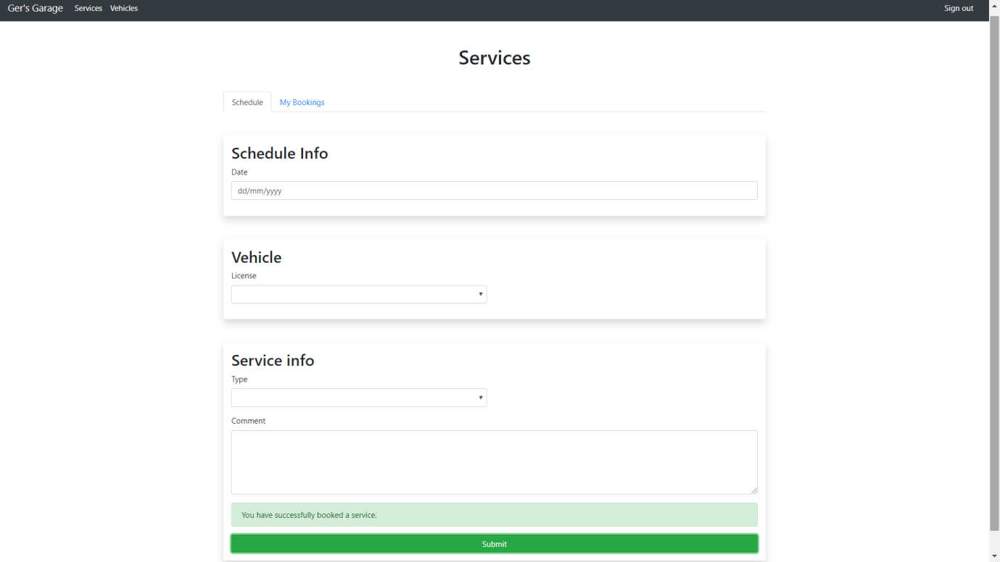 Ger's Garage Services Vehicles Sign out
Services
Schedule My Bookings
Schedule Info
Date
dd/mm/yyyy
Vehicle
License
Service info
Type
Comment
You have successfully booked a service.
Submit